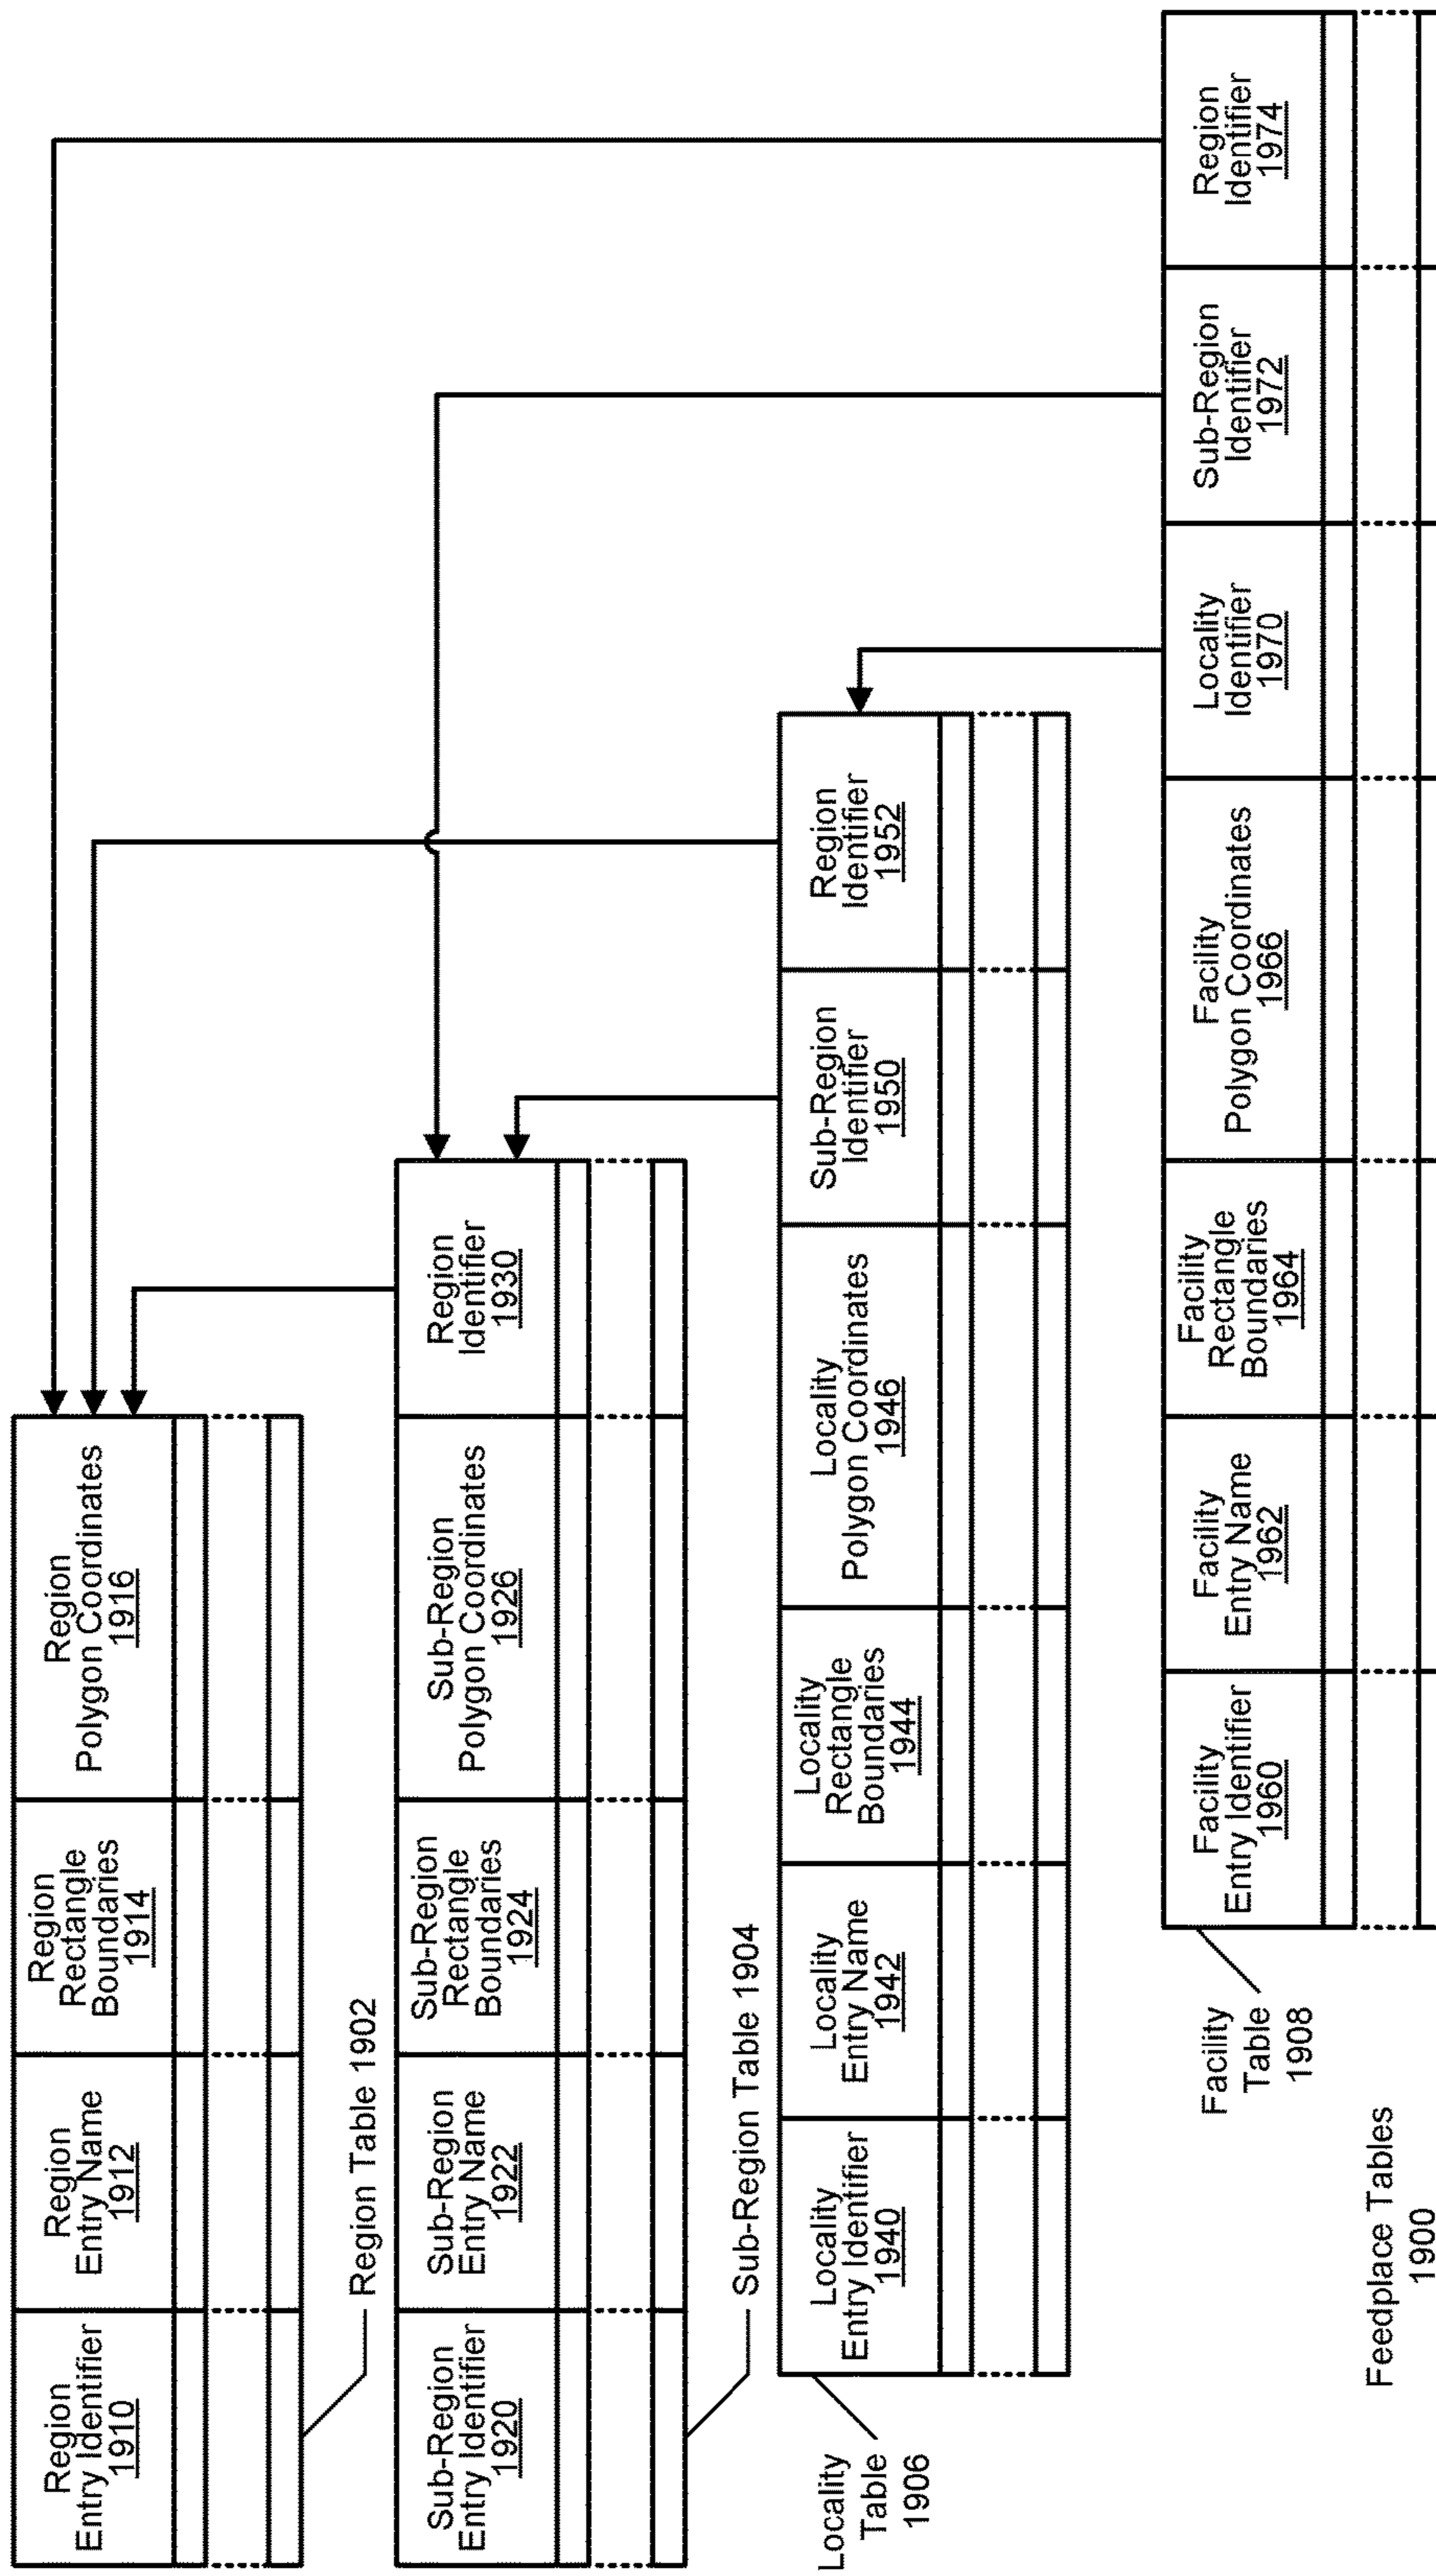 Region
Entry Identifier
1910
Region
Entry Name
1912
Region
Rectangle
Boundaries
1914
Region
Polygon Coordinates
1916
Region Table 1902
Sub-Region
Entry Identifier
1920
Sub-Region
Entry Name
1922
Sub-Region
Rectangle
Boundaries
1924
Sub-Region
Polygon Coordinates
1926
Region
Identifier
1930
Sub-Region Table 1904
Locality
Entry Identifier
1940
Locality
Entry Name
1942
Locality
Rectangle
Boundaries
1944
Locality
Polygon Coordinates
1946
Sub-Region
Identifier
1950
Region
Identifier
1952
Locality
Table
1906
Facility
Entry Identifier
1960
Facility
Entry Name
1962
Facility
Rectangle
Boundaries
1964
Facility
Polygon Coordinates
1966
Locality
Identifier
1970
Sub-Region
Identifier
1972
Region
Identifier
1974
Facility
Table
1908
Feedplace Tables
1900